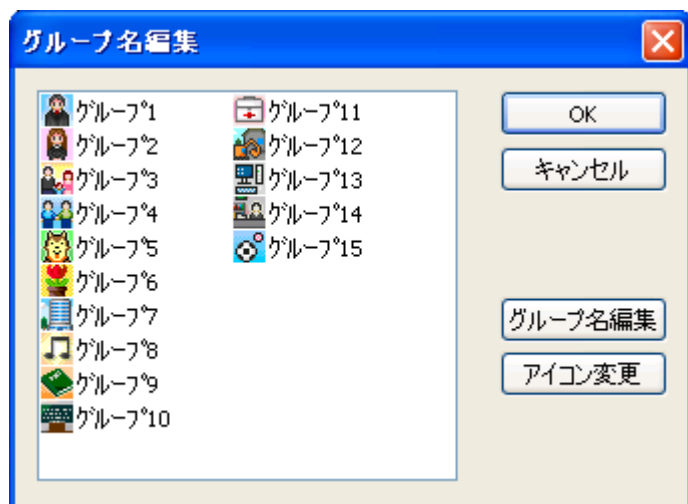 グループ名編集
グループ1
グループ2
グループ3
グループ4
グループ5
グループ6
グループ7
グループ8
グループ9
グループ10
グループ11
グループ12
グループ13
グループ14
グループ15
OK
キャンセル
グループ名編集
アイコン変更